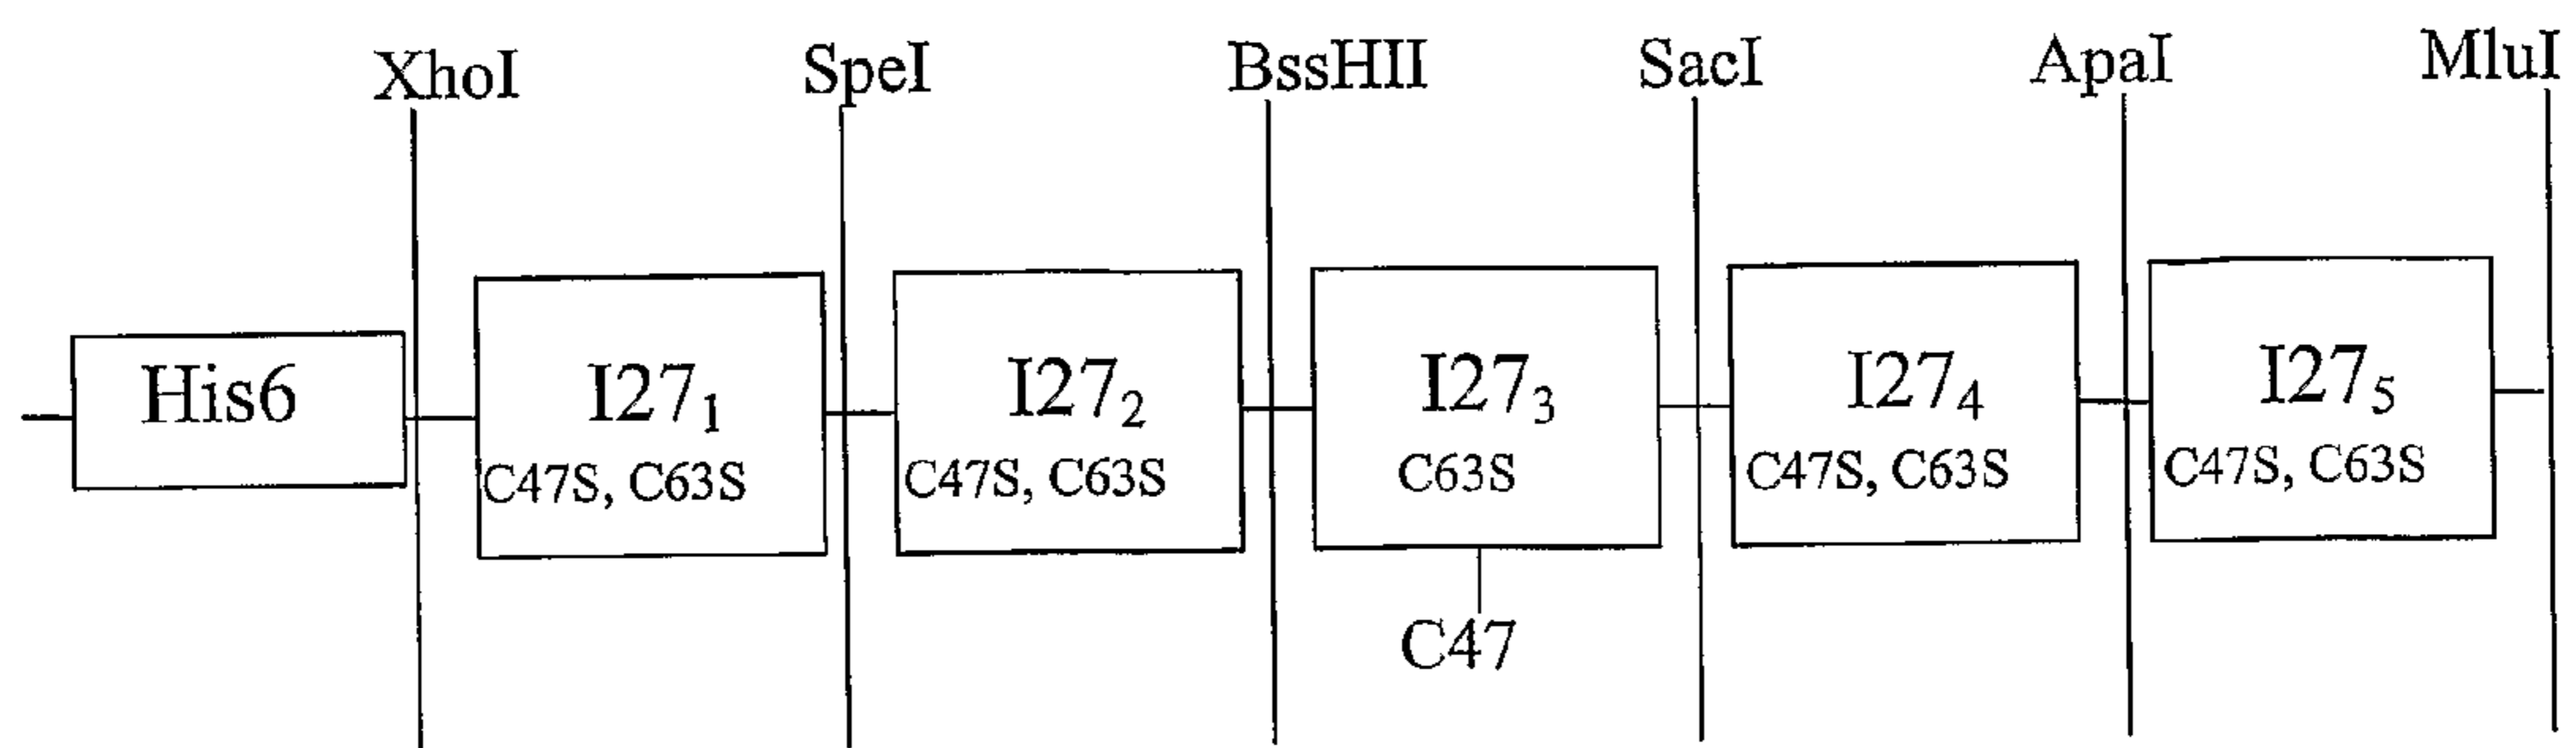 XhoI SpeI BssHII SacI ApaI MluI
His6 I27₁ I27₂ I27₃ I27₄ I27₅
C47S, C63S C47S, C63S C63S C47S, C63S C47S, C63S
C47